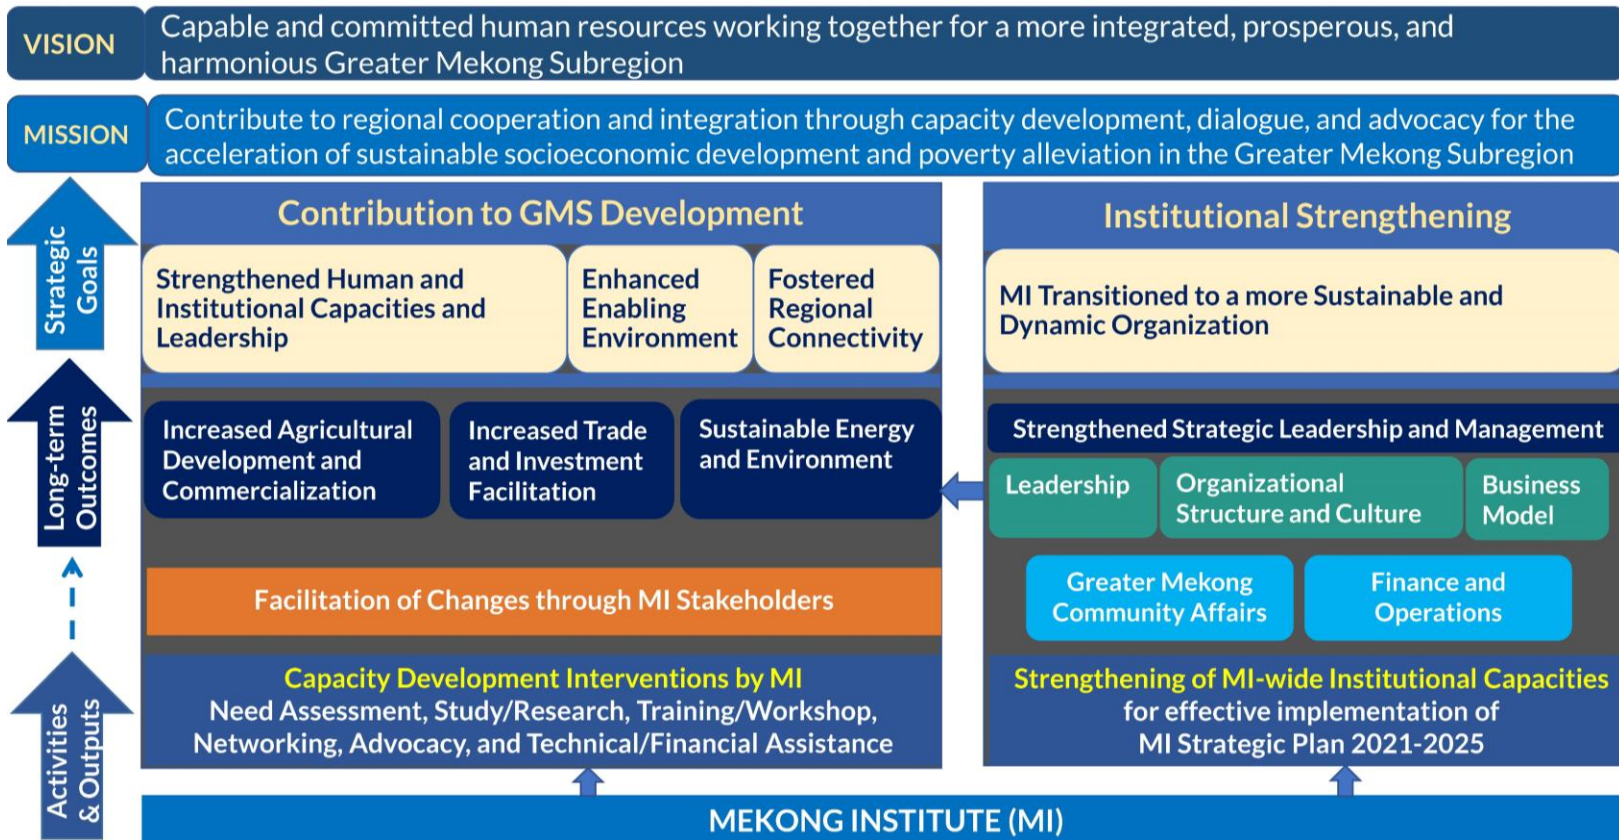 VISION
Capable and committed human resources working together for a more integrated, prosperous, and
harmonious Greater Mekong Subregion
MISSION
Contribute to regional cooperation and integration through capacity development, dialogue, and advocacy for the
acceleration of sustainable socioeconomic development and poverty alleviation in the Greater Mekong Subregion
Strategic
Goals
Contribution to GMS Development
Strengthened Human and
Institutional Capacities and
Leadership
Enhanced
Enabling
Environment
Fostered
Regional
Connectivity
Institutional Strengthening
MI Transitioned to a more Sustainable and
Dynamic Organization
Long-term
Outcomes
Increased Agricultural
Development and
Commercialization
Increased Trade
and Investment
Facilitation
Sustainable Energy
and Environment
Strengthened Strategic Leadership and Management
Leadership
Organizational
Structure and Culture
Business
Model
Facilitation of Changes through MI Stakeholders
Greater Mekong
Community Affairs
Finance and
Operations
Activities
& Outputs
Capacity Development Interventions by MI
Need Assessment, Study/Research, Training/Workshop,
Networking, Advocacy, and Technical/Financial Assistance
Strengthening of MI-wide Institutional Capacities
for effective implementation of
MI Strategic Plan 2021-2025
MEKONG INSTITUTE (MI)